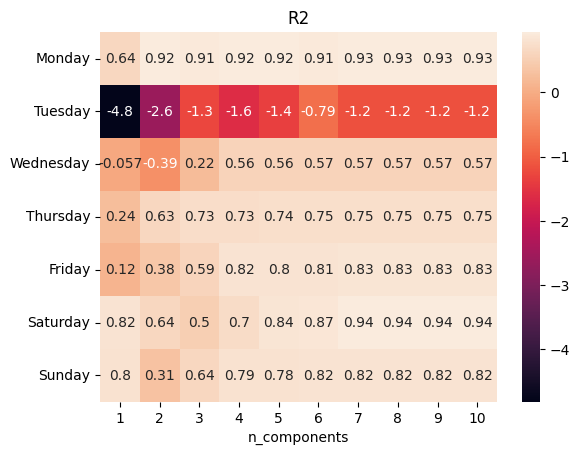 R2
Monday 0.64 0.92 0.91 0.92 0.92 0.91 0.93 0.93 0.93 0.93
Tuesday -4.8 -2.6 -1.3 -1.6 -1.4 -0.79 -1.2 -1.2 -1.2 -1.2
Wednesday -0.057 -0.39 0.22 0.56 0.56 0.57 0.57 0.57 0.57 0.57
Thursday 0.24 0.63 0.73 0.73 0.74 0.75 0.75 0.75 0.75 0.75
Friday 0.12 0.38 0.59 0.82 0.8 0.81 0.83 0.83 0.83 0.83
Saturday 0.82 0.64 0.5 0.7 0.84 0.87 0.94 0.94 0.94 0.94
Sunday 0.8 0.31 0.64 0.79 0.78 0.82 0.82 0.82 0.82 0.82
1 2 3 4 5 6 7 8 9 10
n_components
0
−1
−2
−3
−4